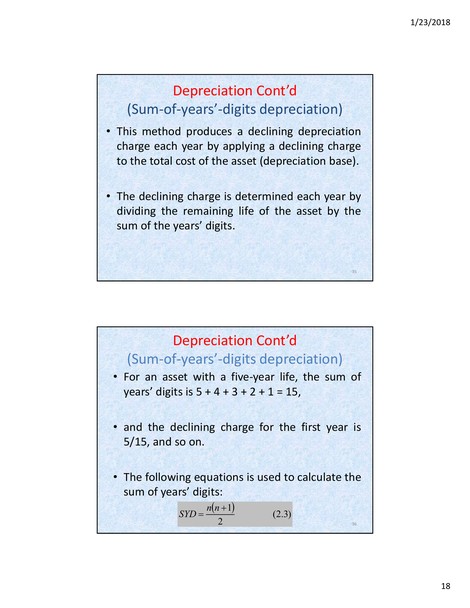 1/23/2018
Depreciation Cont'd
(Sum-of-years'-digits depreciation)
• This method produces a declining depreciation
charge each year by applying a declining charge
to the total cost of the asset (depreciation base).
• The declining charge is determined each year by
dividing the remaining life of the asset by the
sum of the years' digits.
Depreciation Cont'd
(Sum-of-years'-digits depreciation)
• For an asset with a five-year life, the sum of
years' digits is 5 + 4 + 3 + 2 + 1 = 15,
• and the declining charge for the first year is
5/15, and so on.
• The following equations is used to calculate the
sum of years' digits:
SYD = n(n+1)/2 (2.3)
18